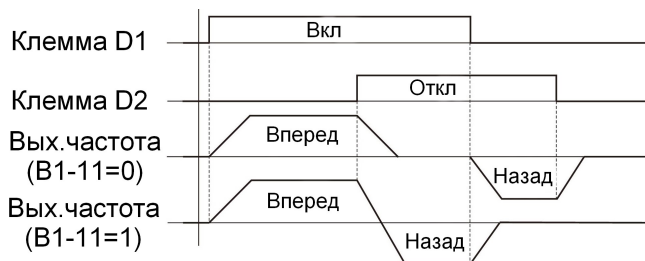 Клемма D1
Вкл
Клемма D2
Откл
Вых.частота
(B1-11=0)
Вперед
Назад
Вых.частота
(B1-11=1)
Вперед
Назад